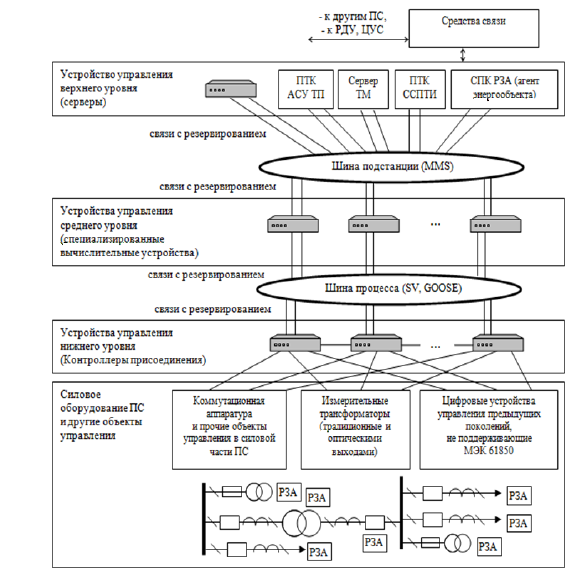 - к другим ПС,
- к РДУ, ЦУС
Средства связи
Устройство управления
верхнего уровня
(серверы)
ПТК
АСУ ТП
Сервер
ТМ
ПТК
ССПТИ
СПК РЗА (агент
энергообъекта)
связи с резервированием
Шина подстанции (MMS)
связи с резервированием
Устройства управления
среднего уровня
(специализированные
вычислительные устройства)
...
связи с резервированием
Шина процесса (SV, GOOSE)
связи с резервированием
Устройства управления
нижнего уровня
(Контроллеры присоединения)
...
Силовое
оборудование ПС
и другие объекты
управления
Коммутационная
аппаратура
и прочие объекты
управления в силовой
части ПС
Измерительные
трансформаторы
(традиционные и
оптическими
выходами)
Цифровые устройства
управления предыдущих
поколений,
не поддерживающие
МЭК 61850
РЗА
РЗА
РЗА
РЗА
РЗА
РЗА
РЗА
РЗА